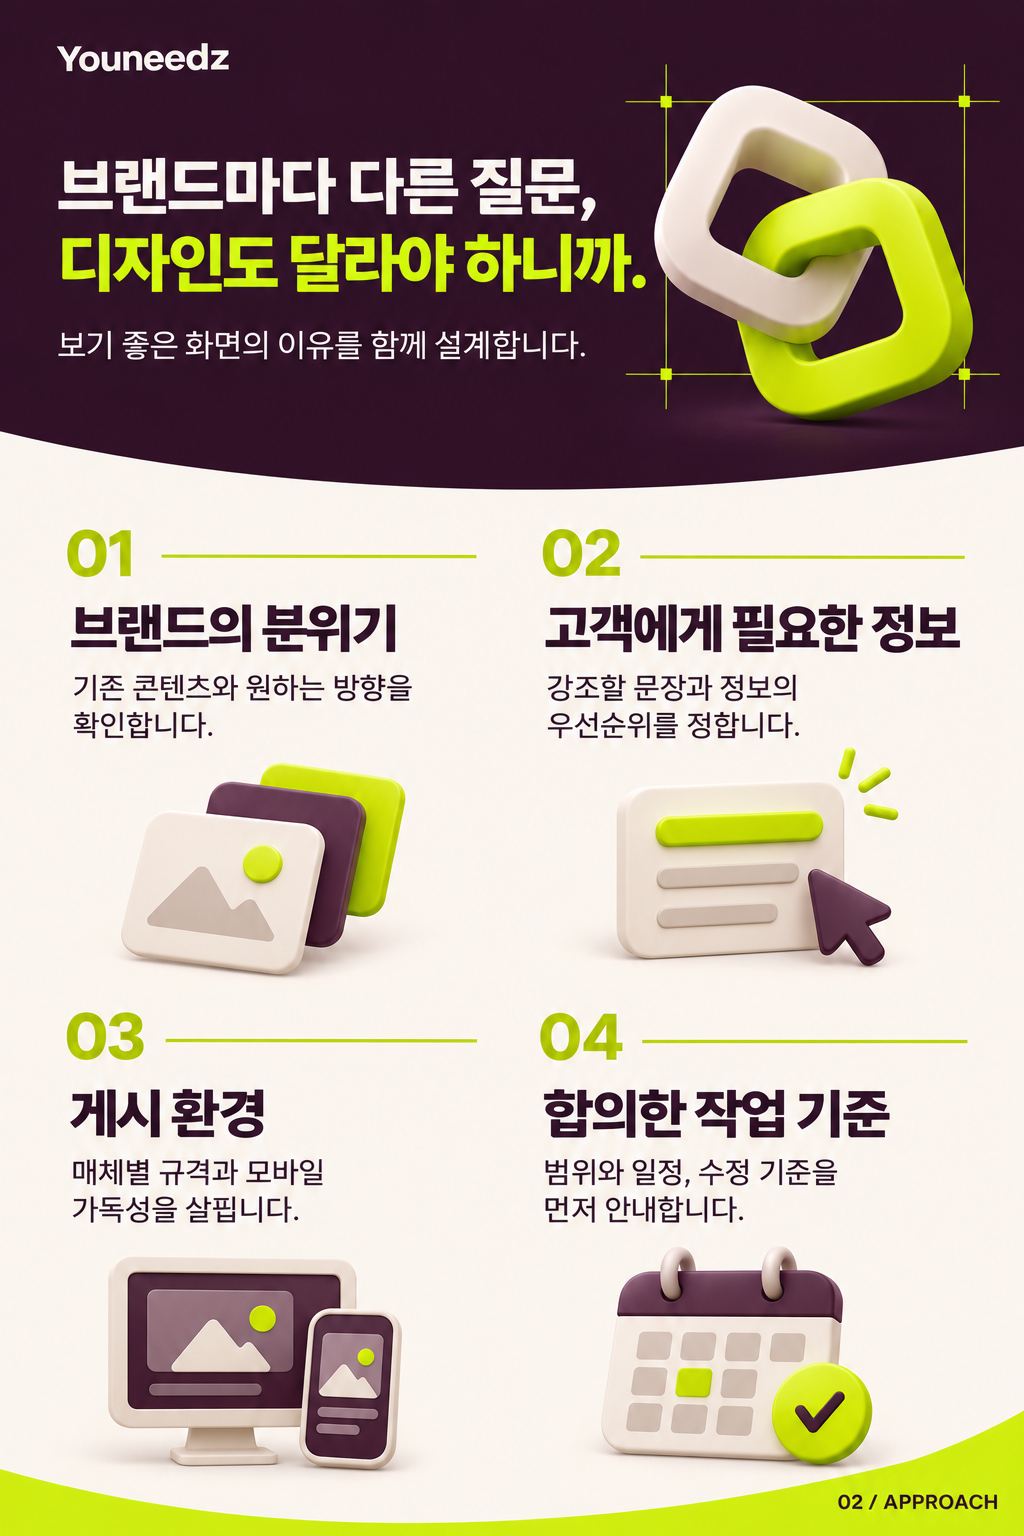 Youneedz
브랜드마다 다른 질문,
디자인도 달라야 하니까.
보기 좋은 화면의 이유를 함께 설계합니다.
01
브랜드의 분위기
기존 콘텐츠와 원하는 방향을
확인합니다.
02
고객에게 필요한 정보
강조할 문장과 정보의
우선순위를 정합니다.
03
게시 환경
매체별 규격과 모바일
가독성을 살핍니다.
04
합의한 작업 기준
범위와 일정, 수정 기준을
먼저 안내합니다.
02 / APPROACH